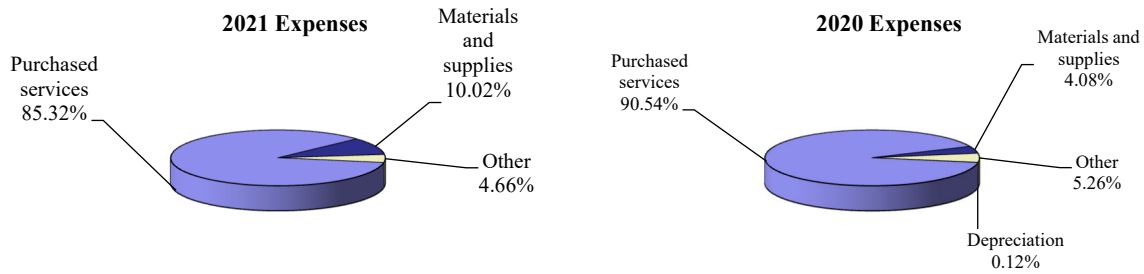 2021 Expenses
Materials
and
supplies
10.02%
Purchased
services
85.32%
Other
4.66%
2020 Expenses
Materials and
supplies
4.08%
Purchased
services
90.54%
Other
5.26%
Depreciation
0.12%